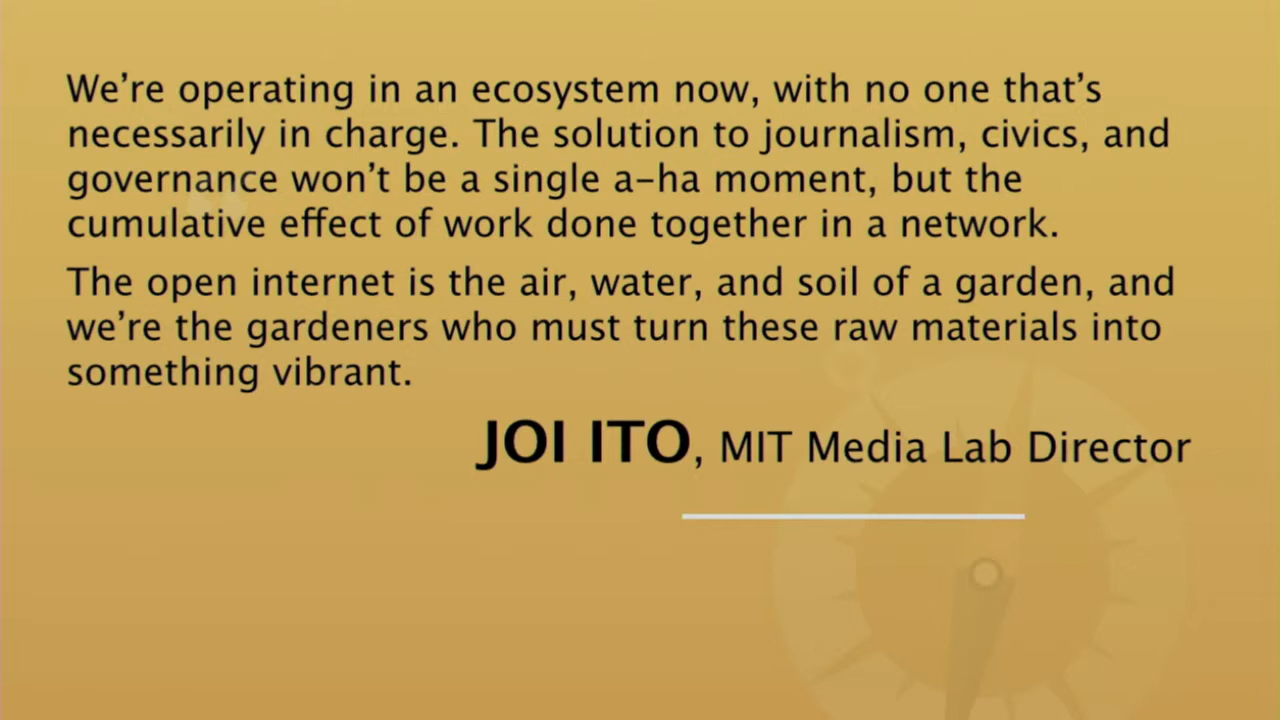 We’re operating in an ecosystem now, with no one that’s
necessarily in charge. The solution to journalism, civics, and
governance won’t be a single a-ha moment, but the
cumulative effect of work done together in a network.
The open internet is the air, water, and soil of a garden, and
we’re the gardeners who must turn these raw materials into
something vibrant.
JOI ITO, MIT Media Lab Director